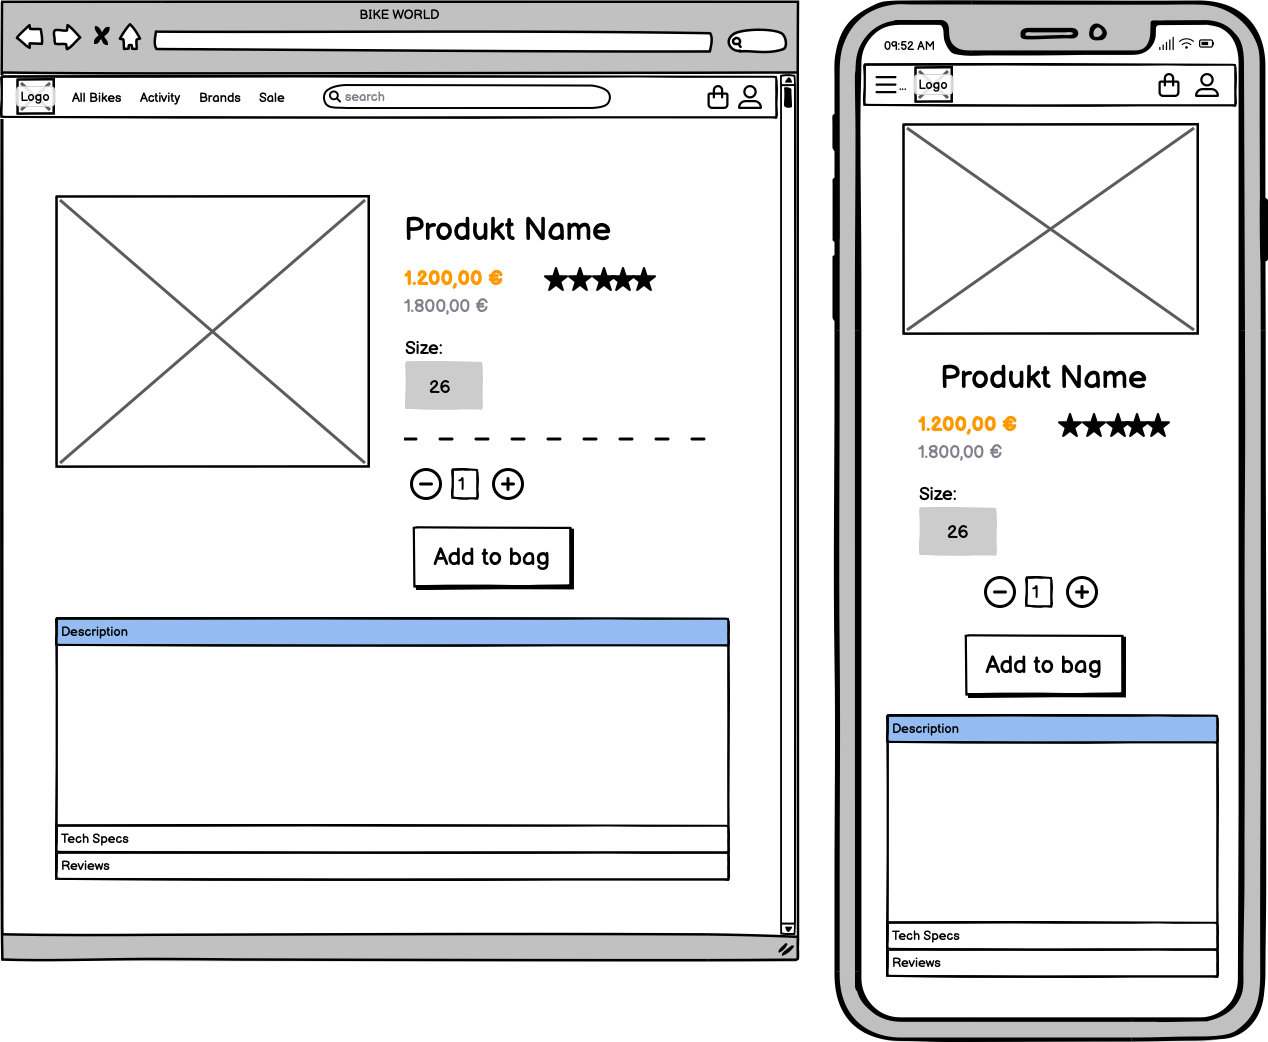 BIKE WORLD
Logo All Bikes Activity Brands Sale search
Produkt Name
1.200,00 €
1.800,00 €
Size:
26
1
Add to bag
Description
Tech Specs
Reviews
09:52 AM
... Logo
Produkt Name
1.200,00 €
1.800,00 €
Size:
26
1
Add to bag
Description
Tech Specs
Reviews